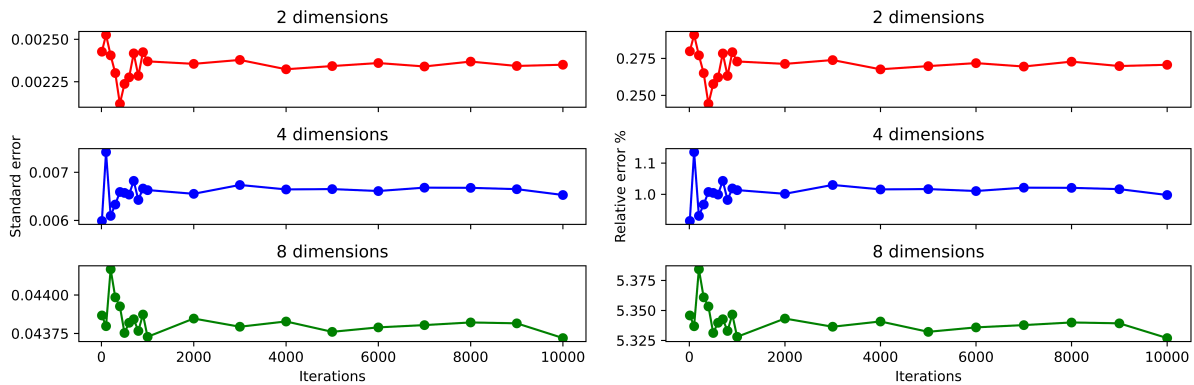 2 dimensions
0.00250
0.00225
4 dimensions
0.007
0.006
8 dimensions
0.04400
0.04375
0 2000 4000 6000 8000 10000
Iterations
Standard error
2 dimensions
0.275
0.250
4 dimensions
1.1
1.0
8 dimensions
5.375
5.350
5.325
0 2000 4000 6000 8000 10000
Iterations
Relative error %